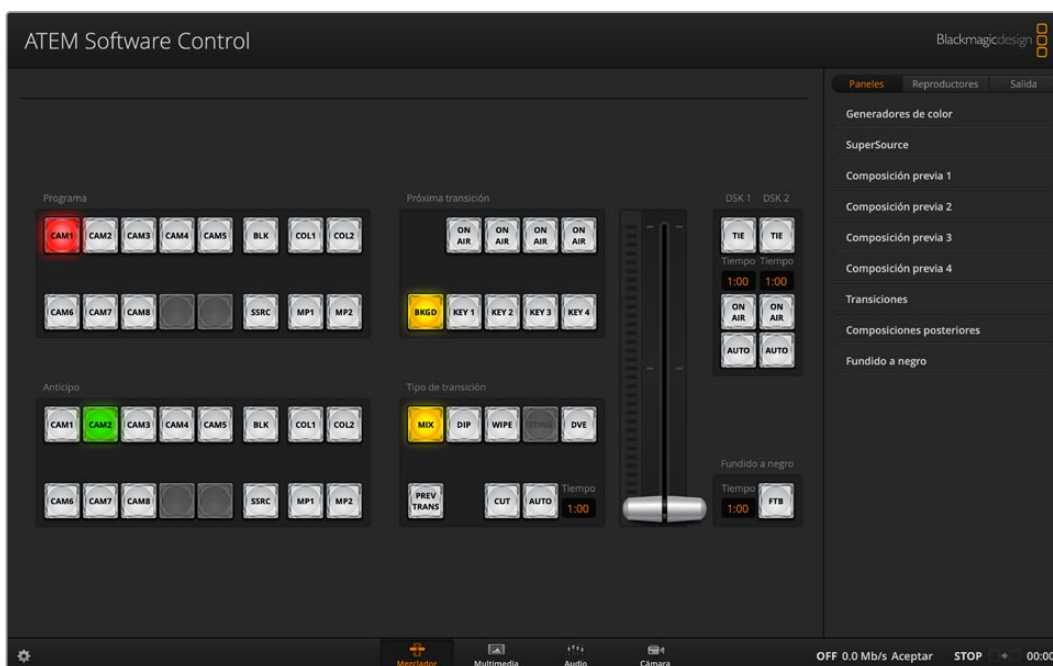 ATEM Software Control
Blackmagicdesign
Paneles Reproductores Salida
Generadores de color
SuperSource
Composición previa 1
Composición previa 2
Composición previa 3
Composición previa 4
Transiciones
Composiciones posteriores
Fundido a negro
Programa
CAM1 CAM2 CAM3 CAM4 CAM5 BLK COL1 COL2
CAM6 CAM7 CAM8 SSRC MP1 MP2
Próxima transición
ON AIR ON AIR ON AIR ON AIR
BKGD KEY 1 KEY 2 KEY 3 KEY 4
DSK 1 DSK 2
TIE TIE
Tiempo Tiempo
1:00 1:00
ON AIR ON AIR
AUTO AUTO
Anticipo
CAM1 CAM2 CAM3 CAM4 CAM5 BLK COL1 COL2
CAM6 CAM7 CAM8 SSRC MP1 MP2
Tipo de transición
MIX DIP WIPE STING DVE
PREV TRANS CUT AUTO
Tiempo
1:00
Fundido a negro
Tiempo
1:00 FTB
Mezclador Multimedia Audio Cámara
OFF 0.0 Mb/s Aceptar STOP 00:00